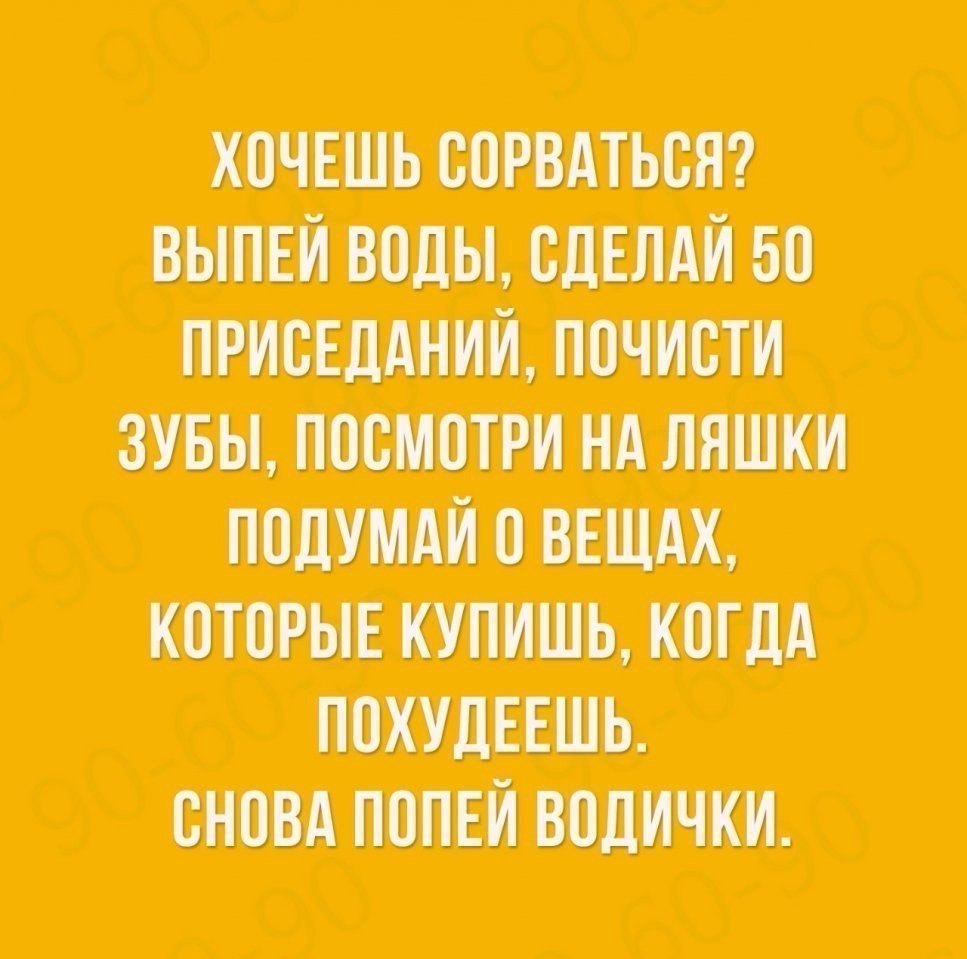 ХОЧЕШЬ СОРВАТЬСЯ?
ВЫПЕЙ ВОДЫ, СДЕЛАЙ 50
ПРИСЕДАНИЙ, ПОЧИСТИ
ЗУБЫ, ПОСМОТРИ НА ЛЯШКИ
ПОДУМАЙ О ВЕЩАХ,
КОТОРЫЕ КУПИШЬ, КОГДА
ПОХУДЕЕШЬ.
СНОВА ПОПЕЙ ВОДИЧКИ.